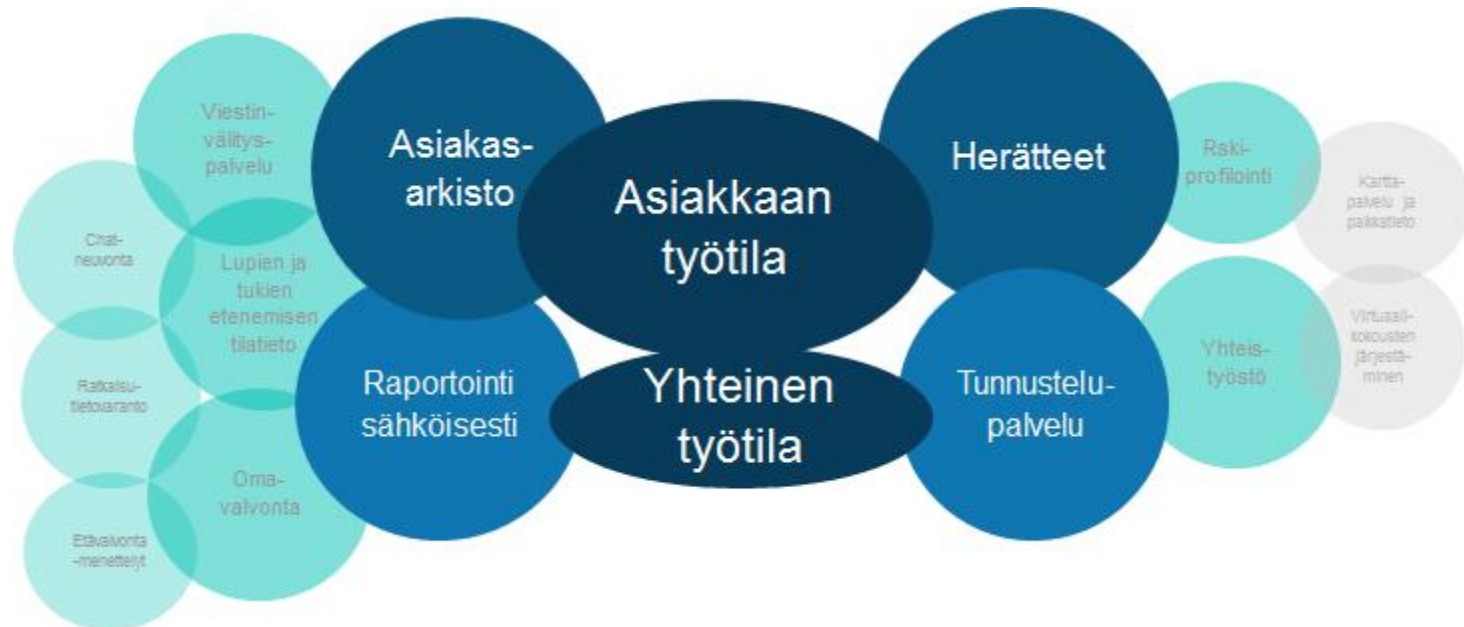 Viestin-
välitys-
palvelu
Chat-
neuvonta
Lupien ja
tukien
etenemisen
tilatieto
Ratkaisu-
tietovaranto
Oma-
valvonta
Etävalvonta
-menettelyt
Asiakas-
arkisto
Raportointi
sähköisesti
Asiakkaan
työtila
Yhteinen
työtila
Herätteet
Tunnustelu-
palvelu
Rski-
profilointi
Yhteis-
työstö
Kartta-
palvelu ja
paikkatieto
Virtuaali-
kokousten
järjestä-
minen